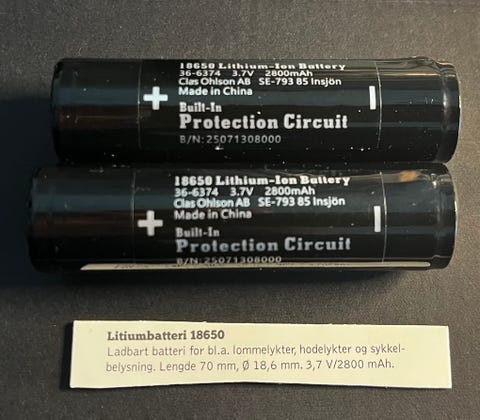 18650 Lithium-Ion Battery
36-6374 3.7V 2800mAh
Clas Ohlson AB SE-793 85 Insjön
Made in China
+
Built-In
Protection Circuit
B/N:25071308000
18650 Lithium-Ion Battery
36-6374 3.7V 2800mAh
Clas Ohlson AB SE-793 85 Insjön
Made in China
+
Built-In
Protection Circuit
B/N:25071308000
Litiumbatteri 18650
Ladbart batteri for bl.a. lommelykter, hodelykter og sykkel-
belysning. Lengde 70 mm, Ø 18,6 mm. 3,7 V/2800 mAh.